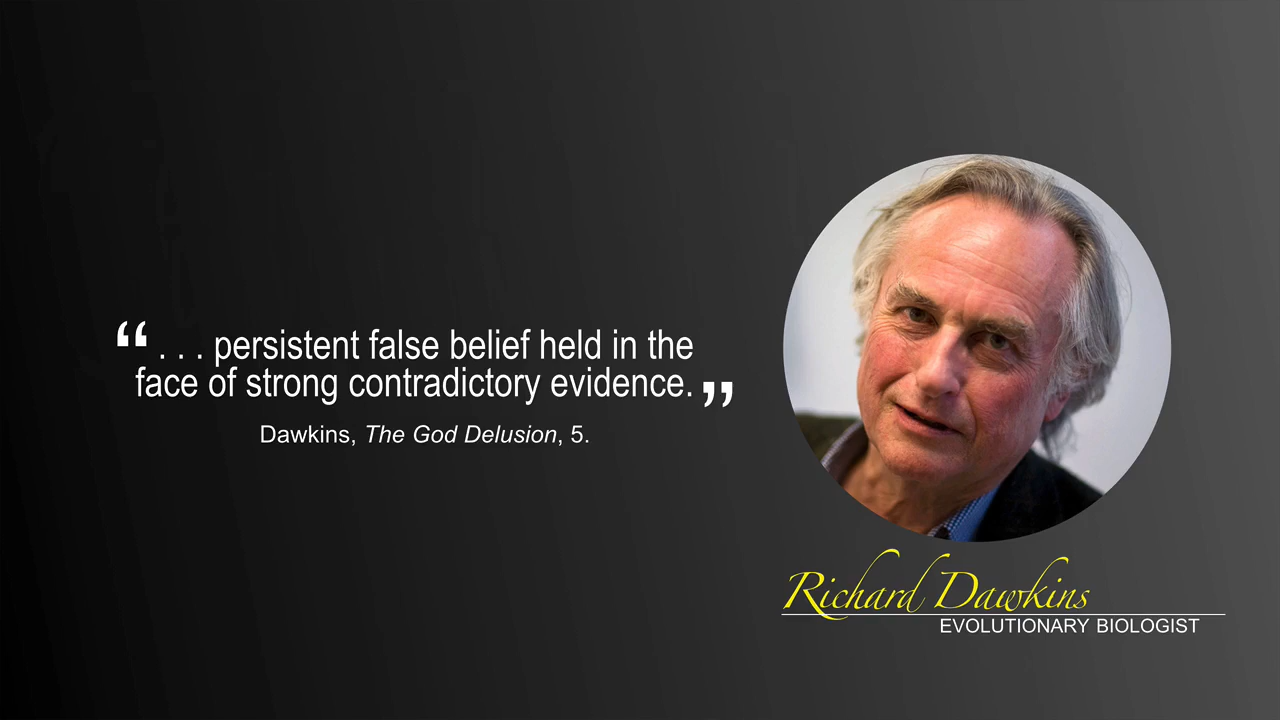 “ . . . persistent false belief held in the
face of strong contradictory evidence.”
Dawkins, The God Delusion, 5.
Richard Dawkins
EVOLUTIONARY BIOLOGIST